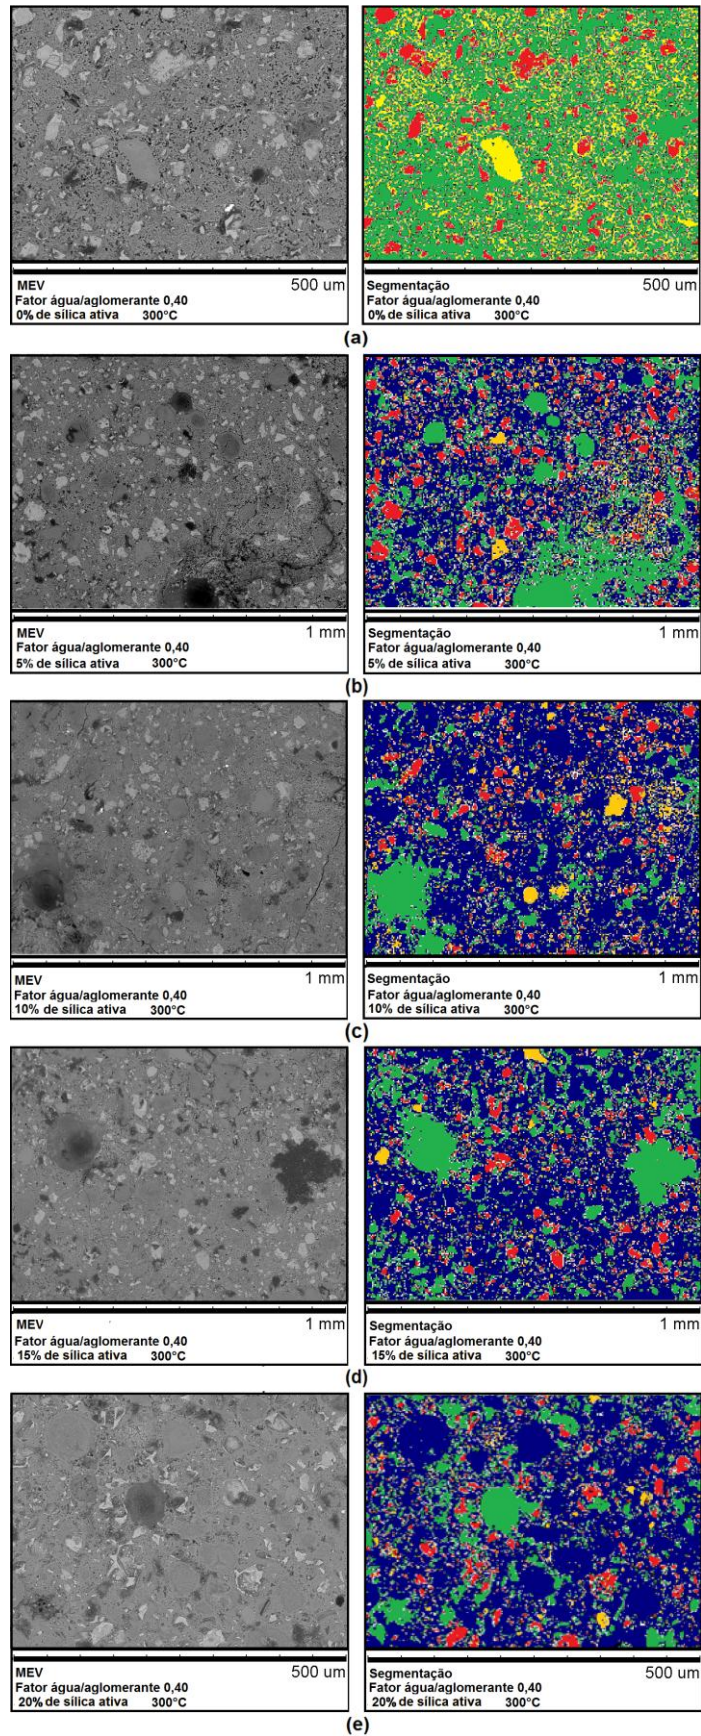 MEV 500 um
Fator água/aglomerante 0,40
0% de sílica ativa 300°C
Segmentação 500 um
Fator água/aglomerante 0,40
0% de sílica ativa 300°C
(a)
MEV 1 mm
Fator água/aglomerante 0,40
5% de sílica ativa 300°C
Segmentação 1 mm
Fator água/aglomerante 0,40
5% de sílica ativa 300°C
(b)
MEV 1 mm
Fator água/aglomerante 0,40
10% de sílica ativa 300°C
Segmentação 1 mm
Fator água/aglomerante 0,40
10% de sílica ativa 300°C
(c)
MEV 1 mm
Fator água/aglomerante 0,40
15% de sílica ativa 300°C
Segmentação 1 mm
Fator água/aglomerante 0,40
15% de sílica ativa 300°C
(d)
MEV 500 um
Fator água/aglomerante 0,40
20% de sílica ativa 300°C
Segmentação 500 um
Fator água/aglomerante 0,40
20% de sílica ativa 300°C
(e)